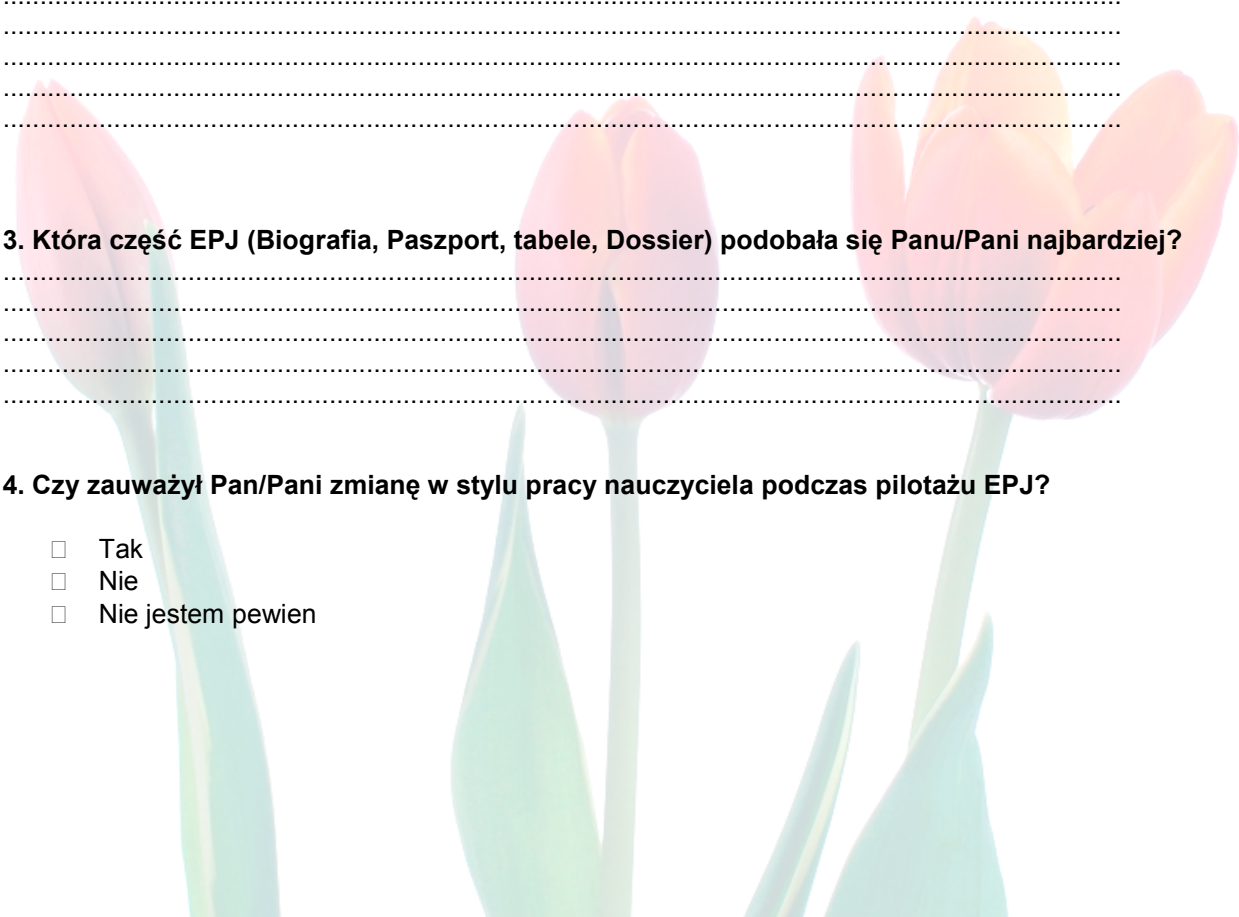 ................................................................................................................................................
................................................................................................................................................
................................................................................................................................................
................................................................................................................................................
................................................................................................................................................
3. Która część EPJ (Biografia, Paszport, tabele, Dossier) podobała się Panu/Pani najbardziej?
................................................................................................................................................
................................................................................................................................................
................................................................................................................................................
................................................................................................................................................
................................................................................................................................................
4. Czy zauważył Pan/Pani zmianę w stylu pracy nauczyciela podczas pilotażu EPJ?
□ Tak
□ Nie
□ Nie jestem pewien